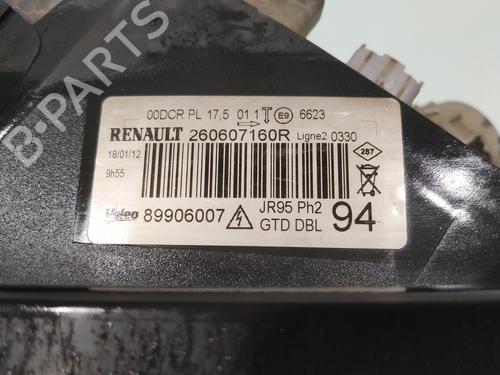 00DCR PL 17,5 01 1 E9 6623
RENAULT 260607160R Ligne2 0330
18/01/12
287
9h55
Valeo 89906007 JR95 Ph2 94
GTD DBL
B-PARTS